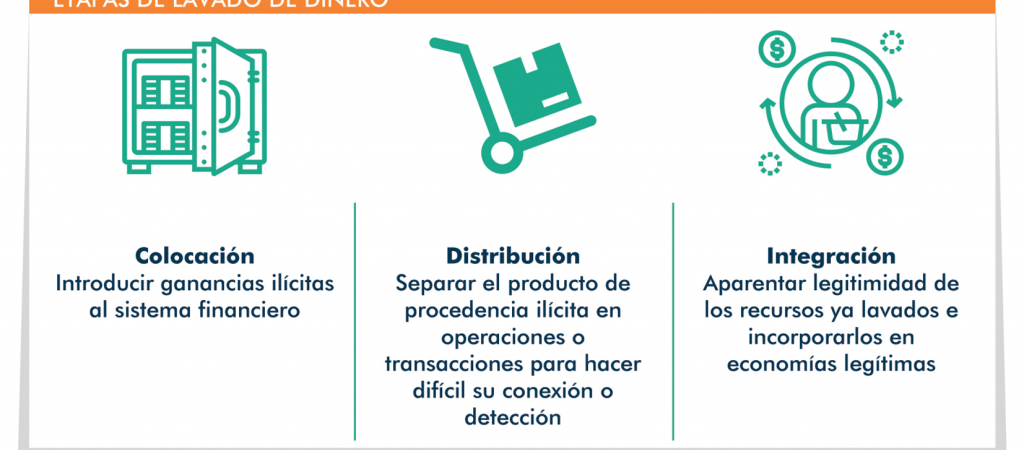 ETAPAS DE LAVADO DE DINERO
Colocación
Introducir ganancias ilícitas
al sistema financiero
Distribución
Separar el producto de
procedencia ilícita en
operaciones o
transacciones para hacer
difícil su conexión o
detección
Integración
Aparentar legitimidad de
los recursos ya lavados e
incorporarlos en
economías legítimas
$
$